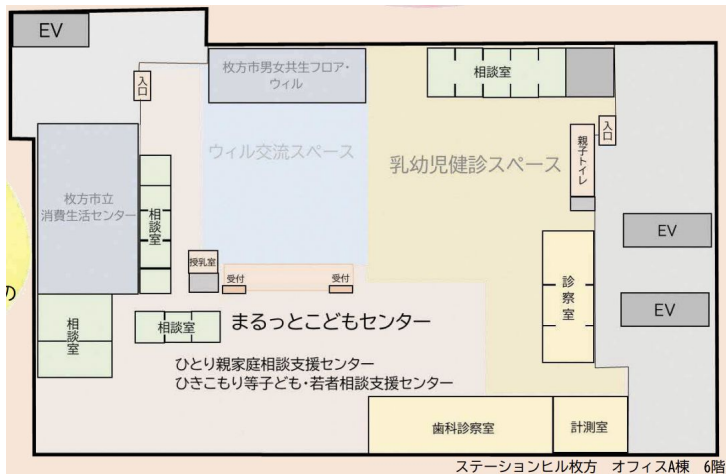 EV
枚方市男女共生フロア・
ウィル
相談室
入口
入口
ウィル交流スペース
乳幼児健診スペース
親子トイレ
枚方市立
消費生活センター
相談室
授乳室
受付
受付
EV
EV
診察室
の
相談室
相談室
まるっとこどもセンター
ひとり親家庭相談支援センター
ひきこもり等子ども・若者相談支援センター
歯科診察室
計測室
ステーションヒル枚方 オフィスA棟 6階